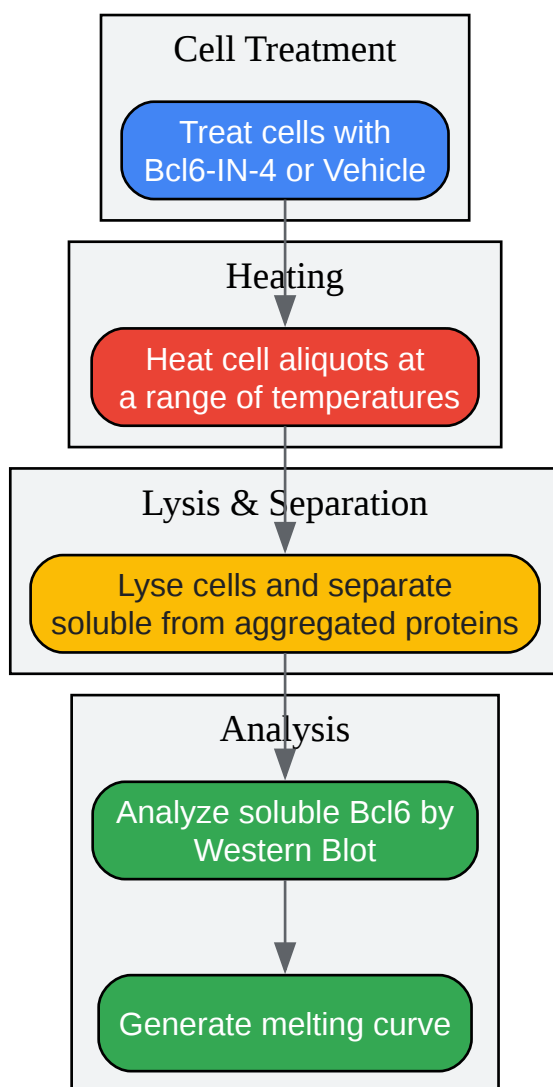 Cell Treatment
Treat cells with
Bcl6-IN-4 or Vehicle
Heating
Heat cell aliquots at
a range of temperatures
Lysis & Separation
Lyse cells and separate
soluble from aggregated proteins
Analysis
Analyze soluble Bcl6 by
Western Blot
Generate melting curve